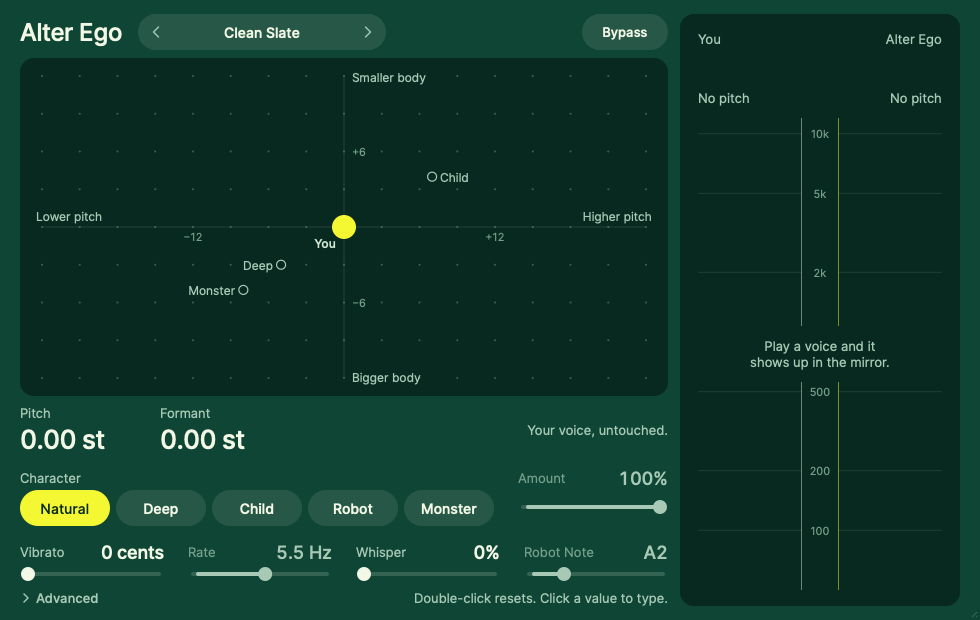 Alter Ego
Clean Slate
Bypass
Smaller body
+6
Child
Lower pitch
Higher pitch
−12
+12
You
Deep
Monster
−6
Bigger body
Pitch
0.00 st
Formant
0.00 st
Your voice, untouched.
Character
Amount
100%
Natural
Deep
Child
Robot
Monster
Vibrato
0 cents
Rate
5.5 Hz
Whisper
0%
Robot Note
A2
Advanced
Double-click resets. Click a value to type.
You
Alter Ego
No pitch
No pitch
10k
5k
2k
Play a voice and it
shows up in the mirror.
500
200
100